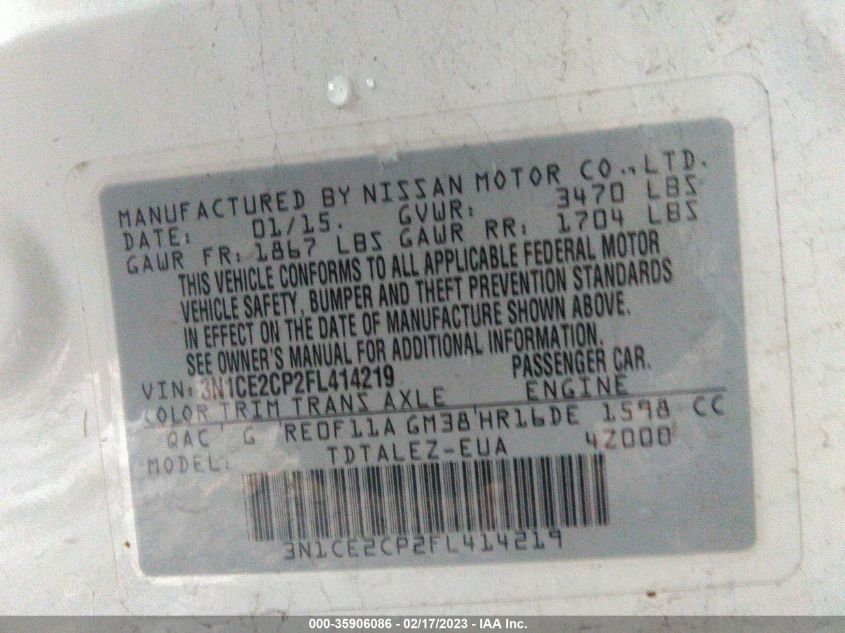 MANUFACTURED BY NISSAN MOTOR CO., LTD.
DATE: 01/15. GVWR: 3470 LBS
GAWR FR: 1867 LBS GAWR RR: 1704 LBS
THIS VEHICLE CONFORMS TO ALL APPLICABLE FEDERAL MOTOR
VEHICLE SAFETY, BUMPER AND THEFT PREVENTION STANDARDS
IN EFFECT ON THE DATE OF MANUFACTURE SHOWN ABOVE.
SEE OWNER'S MANUAL FOR ADDITIONAL INFORMATION.
VIN: 3N1CE2CP2FL414219 PASSENGER CAR.
COLOR TRIM TRANS AXLE ENGINE
QAC G RE0F11A GM38 HR16DE 1598 CC
MODEL: TDTALEZ-EUA 4Z000
3N1CE2CP2FL414219
000-35906086 - 02/17/2023 - IAA Inc.